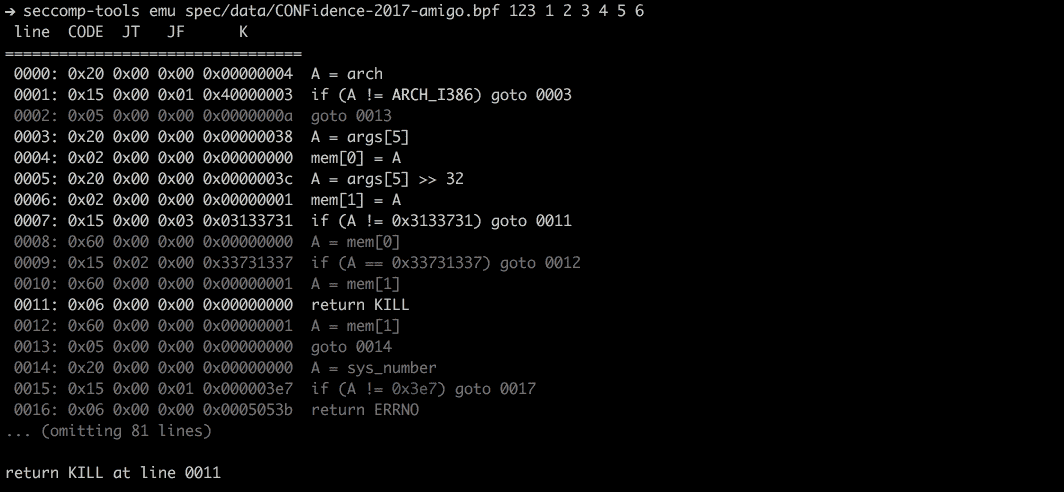 → seccomp-tools emu spec/data/CONFidence-2017-amigo.bpf 123 1 2 3 4 5 6
 line  CODE  JT   JF      K
=================================
 0000: 0x20 0x00 0x00 0x00000004  A = arch
 0001: 0x15 0x00 0x01 0x40000003  if (A != ARCH_I386) goto 0003
 0002: 0x05 0x00 0x00 0x0000000a  goto 0013
 0003: 0x20 0x00 0x00 0x00000038  A = args[5]
 0004: 0x02 0x00 0x00 0x00000000  mem[0] = A
 0005: 0x20 0x00 0x00 0x0000003c  A = args[5] >> 32
 0006: 0x02 0x00 0x00 0x00000001  mem[1] = A
 0007: 0x15 0x00 0x03 0x03133731  if (A != 0x3133731) goto 0011
 0008: 0x60 0x00 0x00 0x00000000  A = mem[0]
 0009: 0x15 0x02 0x00 0x33731337  if (A == 0x33731337) goto 0012
 0010: 0x60 0x00 0x00 0x00000001  A = mem[1]
 0011: 0x06 0x00 0x00 0x00000000  return KILL
 0012: 0x60 0x00 0x00 0x00000001  A = mem[1]
 0013: 0x05 0x00 0x00 0x00000000  goto 0014
 0014: 0x20 0x00 0x00 0x00000000  A = sys_number
 0015: 0x15 0x00 0x01 0x000003e7  if (A != 0x3e7) goto 0017
 0016: 0x06 0x00 0x00 0x0005053b  return ERRNO
... (omitting 81 lines)

return KILL at line 0011